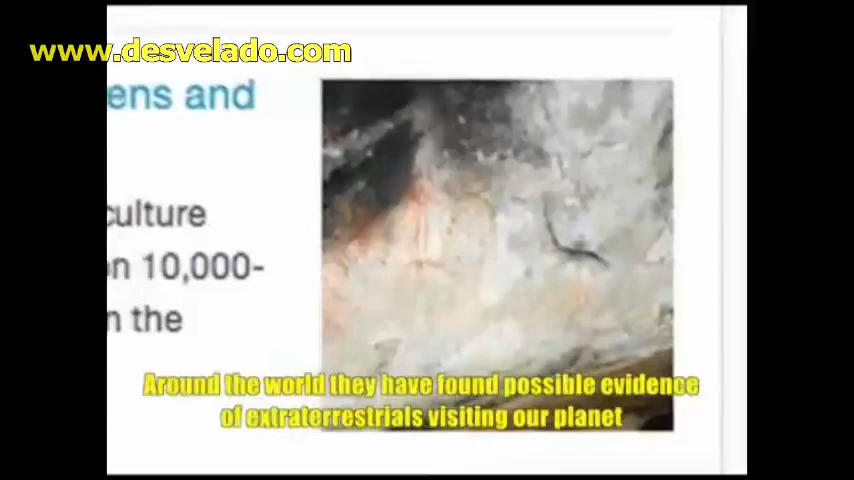 www.desvelado.com
ens and
culture
n 10,000-
n the
Around the world they have found possible evidence
of extraterrestrials visiting our planet